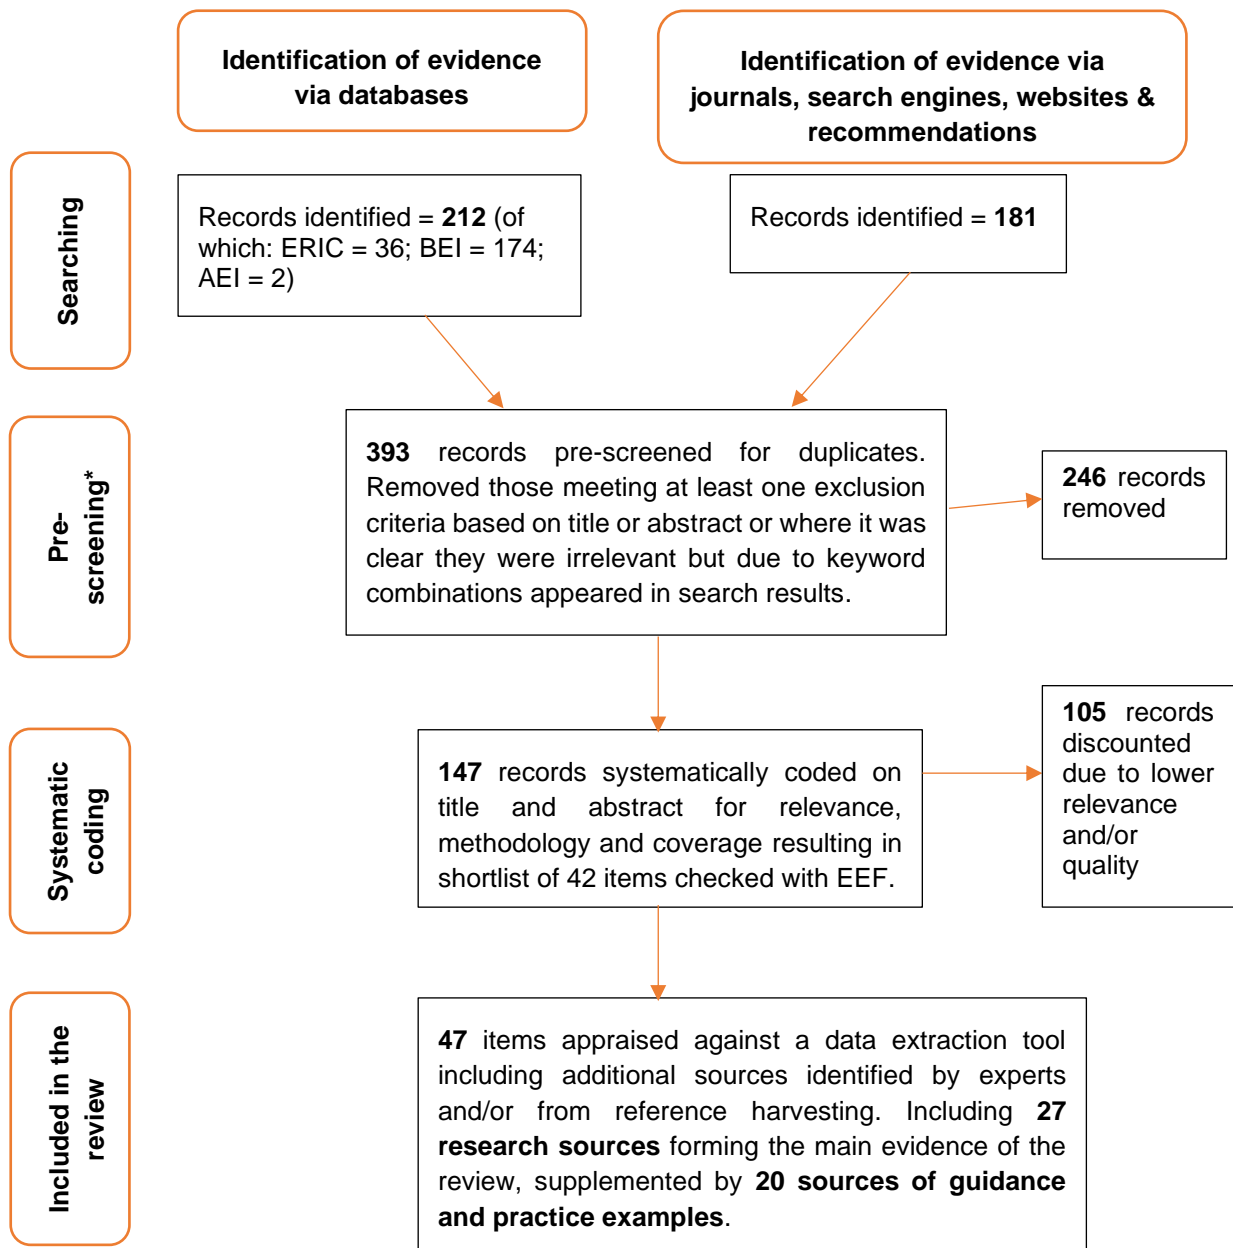 Identification of evidence
via databases
Identification of evidence via
journals, search engines, websites &
recommendations
Searching
Records identified = 212 (of
which: ERIC = 36; BEI = 174;
AEI = 2)
Records identified = 181
Pre-
screening*
393 records pre-screened for duplicates.
Removed those meeting at least one exclusion
criteria based on title or abstract or where it was
clear they were irrelevant but due to keyword
combinations appeared in search results.
246 records
removed
Systematic
coding
147 records systematically coded on
title and abstract for relevance,
methodology and coverage resulting in
shortlist of 42 items checked with EEF.
105 records
discounted
due to lower
relevance
and/or
quality
Included in the
review
47 items appraised against a data extraction tool
including additional sources identified by experts
and/or from reference harvesting. Including 27
research sources forming the main evidence of the
review, supplemented by 20 sources of guidance
and practice examples.